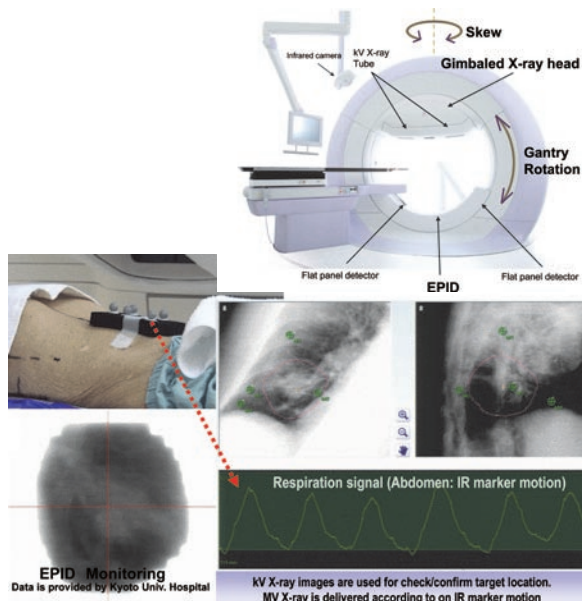 Skew
Infrared camera
kV X-ray
Tube
Gimbaled X-ray head
Gantry
Rotation
Flat panel detector
EPID
Flat panel detector
Respiration signal (Abdomen: IR marker motion)
EPID Monitoring
Data is provided by Kyoto Univ. Hospital
kV X-ray images are used for check/confirm target location.
MV X-ray is delivered according to on IR marker motion